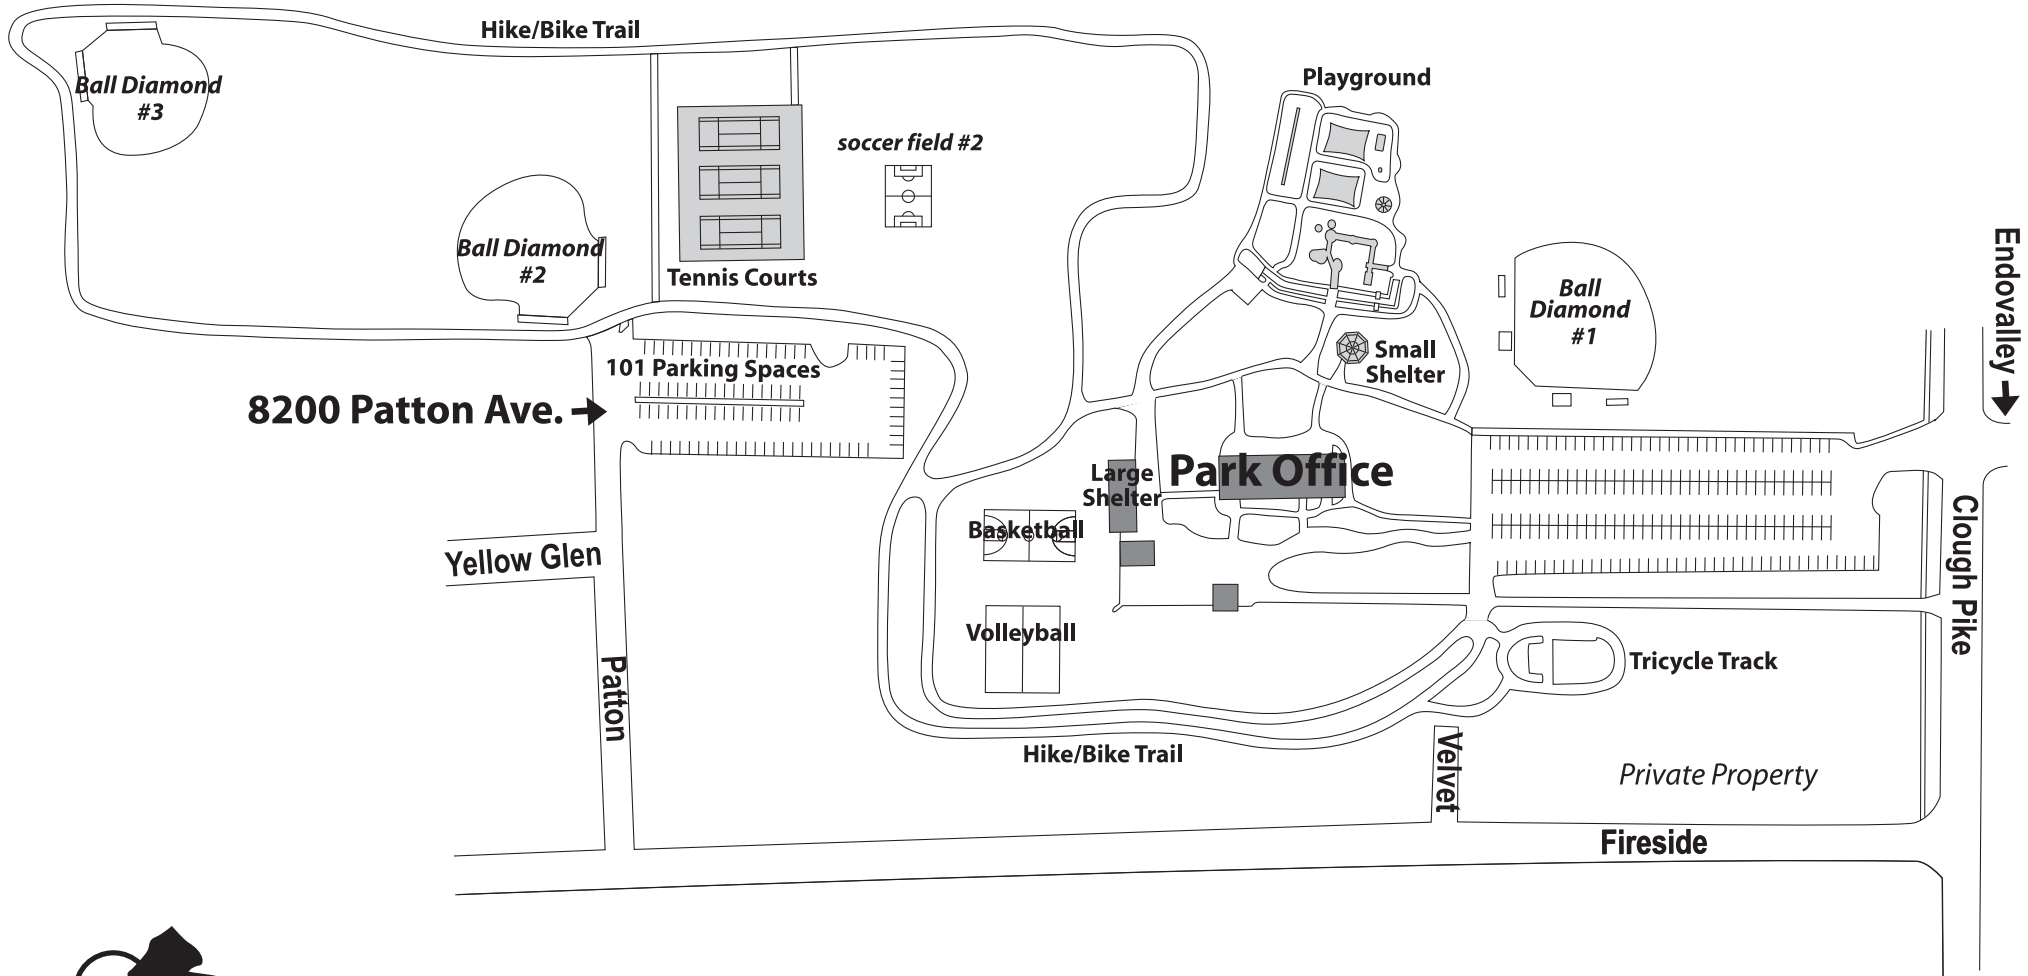 Hike/Bike Trail
Ball Diamond
#3
Playground
soccer field #2
Ball Diamond
#2
Tennis Courts
Ball
Diamond
#1
Endovalley
Small
Shelter
101 Parking Spaces
8200 Patton Ave.
Large
Shelter
Park Office
Basketball
Yellow Glen
Clough Pike
Volleyball
Patton
Tricycle Track
Hike/Bike Trail
Velvet
Private Property
Fireside